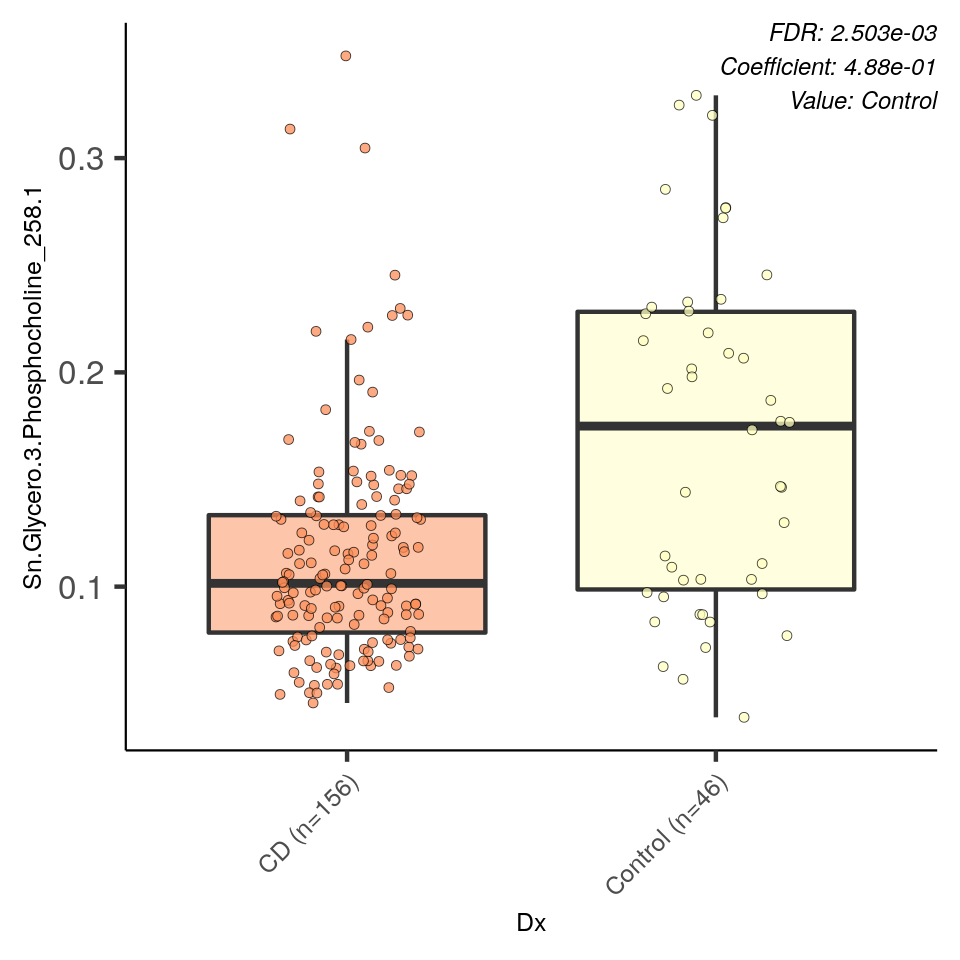 FDR: 2.503e-03
Coefficient: 4.88e-01
Value: Control
Sn.Glycero.3.Phosphocholine_258.1
0.3
0.2
0.1
CD (n=156)
Control (n=46)
Dx